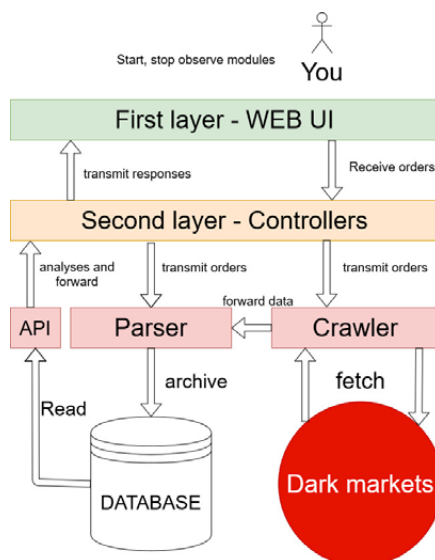 Start, stop observe modules
You
First layer - WEB UI
transmit responses
Receive orders
Second layer - Controllers
analyses and
forward
transmit orders
transmit orders
forward data
API
Parser
Crawler
archive
fetch
Read
DATABASE
Dark markets